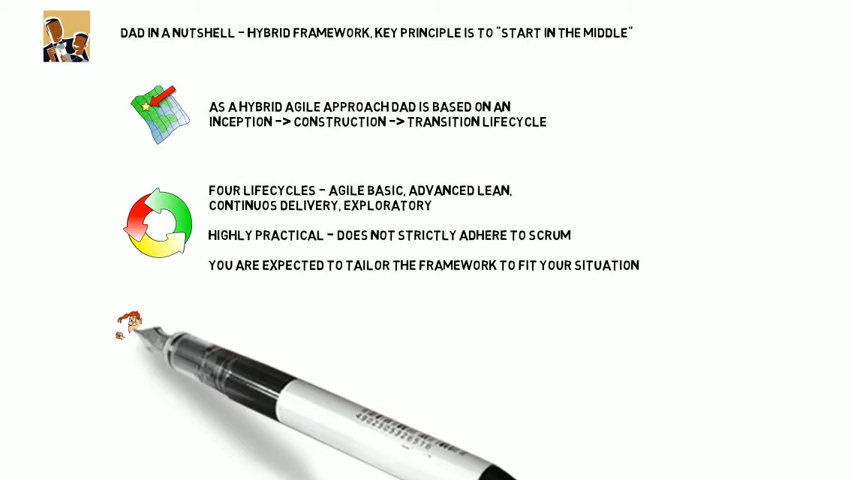 DAD IN A NUTSHELL - HYBRID FRAMEWORK, KEY PRINCIPLE IS TO "START IN THE MIDDLE"
AS A HYBRID AGILE APPROACH DAD IS BASED ON AN
INCEPTION -> CONSTRUCTION -> TRANSITION LIFECYCLE
FOUR LIFECYCLES - AGILE BASIC, ADVANCED LEAN,
CONTINUOS DELIVERY, EXPLORATORY
HIGHLY PRACTICAL - DOES NOT STRICTLY ADHERE TO SCRUM
YOU ARE EXPECTED TO TAILOR THE FRAMEWORK TO FIT YOUR SITUATION